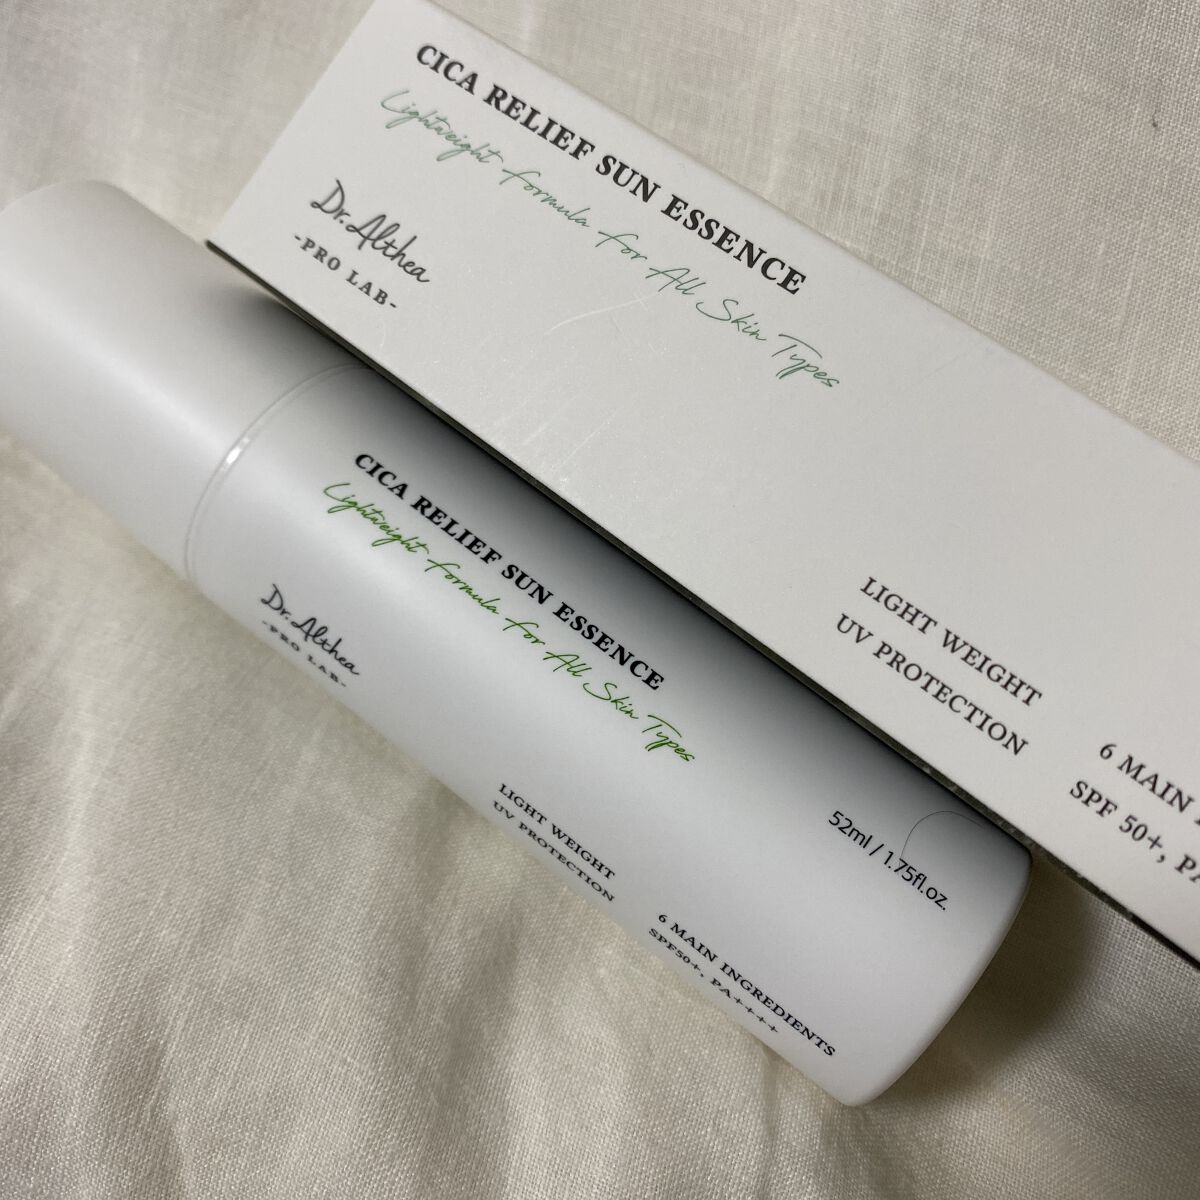 CICA RELIEF SUN ESSENCE
Lightweight Formula for All Skin Types
Dr.Althea
-PRO LAB-
LIGHT WEIGHT
UV PROTECTION
6 MAIN
SPF 50+,
CICA RELIEF SUN ESSENCE
Lightweight Formula for All Skin Types
Dr.Althea
-PRO LAB-
LIGHT WEIGHT
UV PROTECTION
6 MAIN INGREDIENTS
SPF50+, PA++++
52ml / 1.75fl.oz.